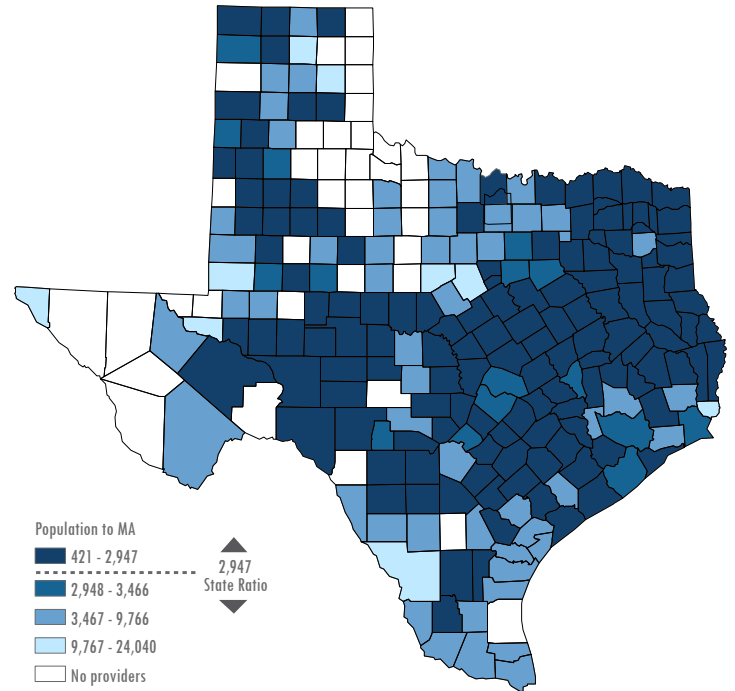 Population to MA
421 - 2,947
2,948 - 3,466
3,467 - 9,766
9,767 - 24,040
No providers
2,947
State Ratio